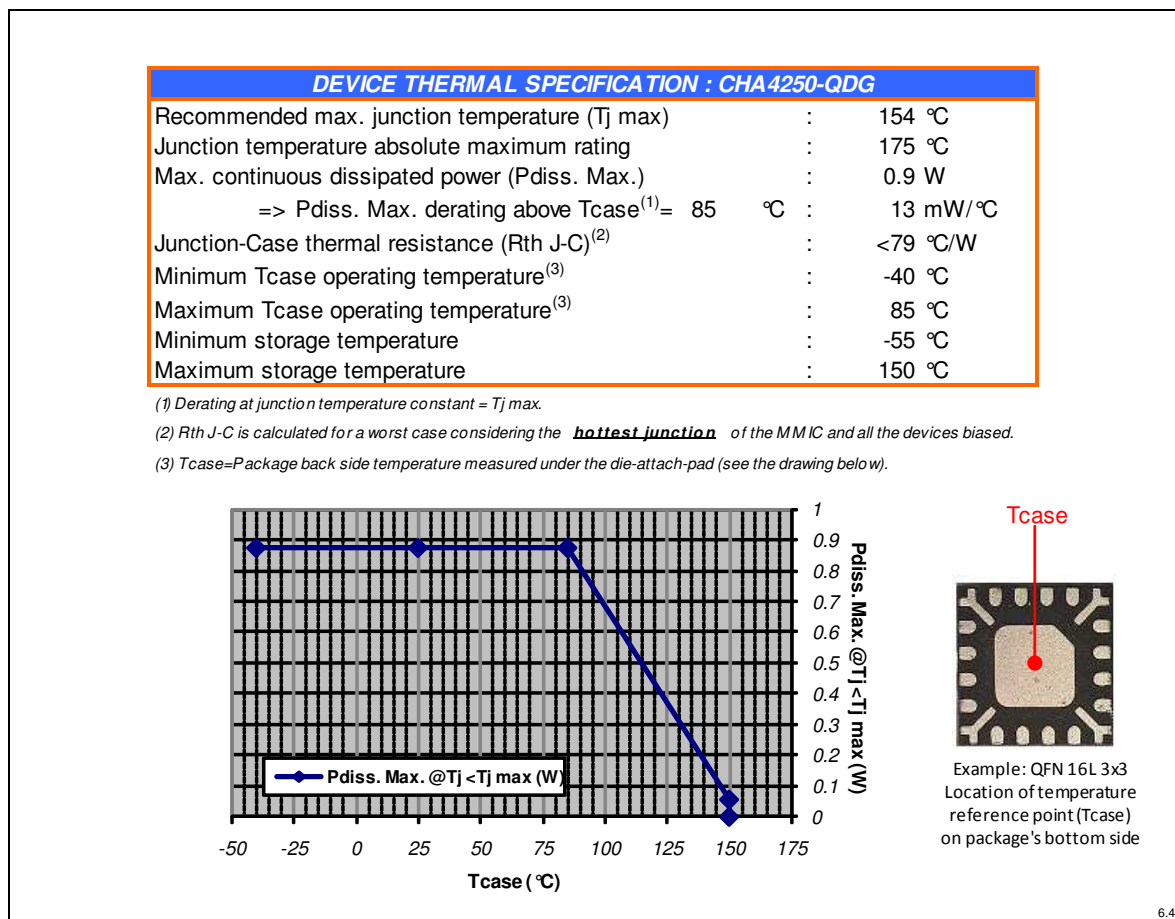 DEVICE THERMAL SPECIFICATION : CHA4250-QDG
Recommended max. junction temperature (Tj max) : 154 °C
Junction temperature absolute maximum rating : 175 °C
Max. continuous dissipated power (Pdiss. Max.) : 0.9 W
=> Pdiss. Max. derating above Tcase(1)= 85 °C : 13 mW/°C
Junction-Case thermal resistance (Rth J-C)(2) : <79 °C/W
Minimum Tcase operating temperature(3) : -40 °C
Maximum Tcase operating temperature(3) : 85 °C
Minimum storage temperature : -55 °C
Maximum storage temperature : 150 °C
(1) Derating at junction temperature constant = Tj max.
(2) Rth J-C is calculated for a worst case considering the hottest junction of the MMIC and all the devices biased.
(3) Tcase=Package back side temperature measured under the die-attach-pad (see the drawing below).
1
0.9
0.8
0.7
0.6
0.5
0.4
0.3
0.2
0.1
0
Pdiss. Max. @Tj <Tj max (W)
Pdiss. Max. @Tj <Tj max (W)
-50 -25 0 25 50 75 100 125 150 175
Tcase (°C)
Tcase
Example: QFN 16L 3x3
Location of temperature
reference point (Tcase)
on package's bottom side
6.4